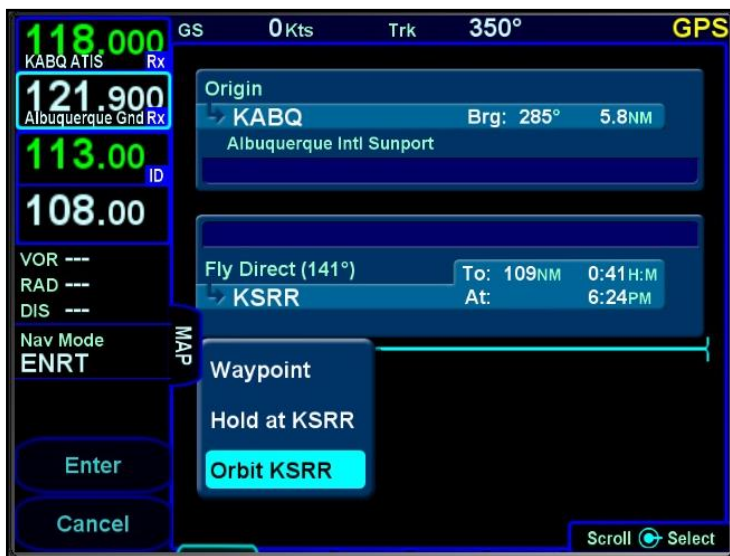 GS 0Kts Trk 350° GPS
118.000
KABQ ATIS Rx
121.900
Albuquerque Gnd Rx
113.00
ID
108.00
VOR ---
RAD ---
DIS ---
Nav Mode
ENRT
Enter
Cancel
MAP
Origin
KABQ Brg: 285° 5.8NM
Albuquerque Intl Sunport
Fly Direct (141°) To: 109NM 0:41H:M
KSRR At: 6:24PM
Waypoint
Hold at KSRR
Orbit KSRR
Scroll Select